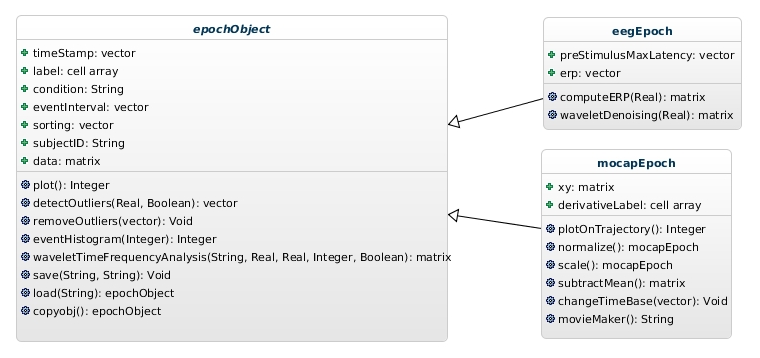 epochObject
timeStamp: vector
label: cell array
condition: String
eventInterval: vector
sorting: vector
subjectID: String
data: matrix
plot(): Integer
detectOutliers(Real, Boolean): vector
removeOutliers(vector): Void
eventHistogram(Integer): Integer
waveletTimeFrequencyAnalysis(String, Real, Real, Integer, Boolean): matrix
save(String, String): Void
load(String): epochObject
copyobj(): epochObject
eegEpoch
preStimulusMaxLatency: vector
erp: vector
computeERP(Real): matrix
waveletDenoising(Real): matrix
mocapEpoch
xy: matrix
derivativeLabel: cell array
plotOnTrajectory(): Integer
normalize(): mocapEpoch
scale(): mocapEpoch
subtractMean(): matrix
changeTimeBase(vector): Void
movieMaker(): String